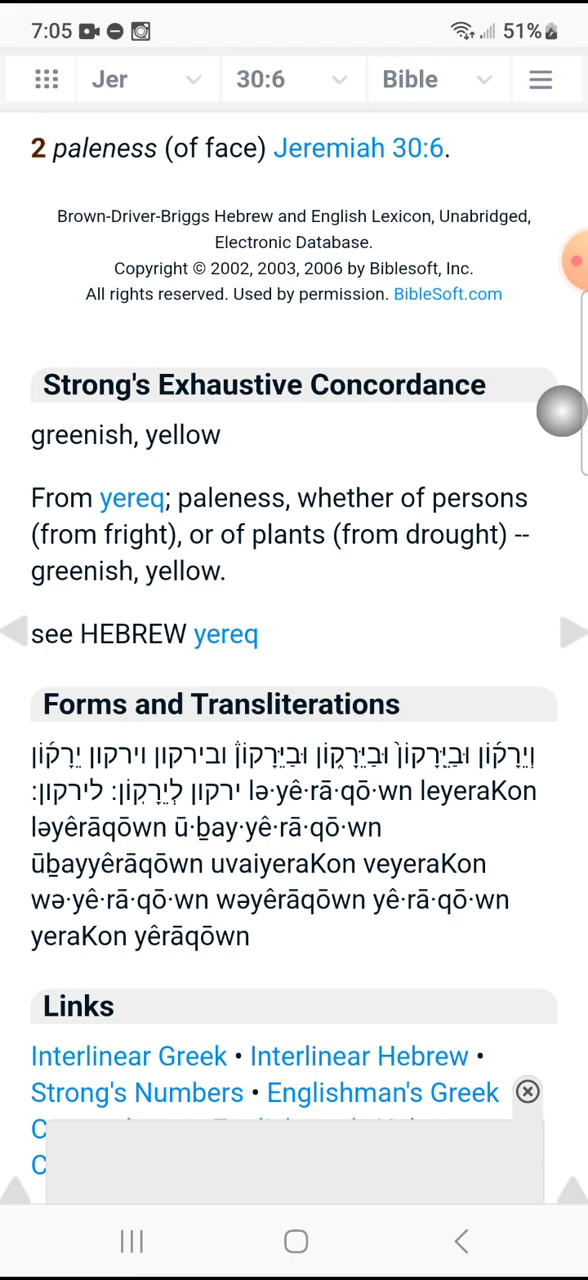 7:05 51%
Jer 30:6 Bible
2 paleness (of face) Jeremiah 30:6.
Brown-Driver-Briggs Hebrew and English Lexicon, Unabridged,
Electronic Database.
Copyright © 2002, 2003, 2006 by Biblesoft, Inc.
All rights reserved. Used by permission. BibleSoft.com
Strong's Exhaustive Concordance
greenish, yellow
From yereq; paleness, whether of persons
(from fright), or of plants (from drought) --
greenish, yellow.
see HEBREW yereq
Forms and Transliterations
וְיֵרָק֗וֹן וּבַיֵּֽרָקוֹן֙ וּבַיֵּרָק֑וֹן וּבַיֵּרָקוֹן֔ ובירקון וירקון יֵרָק֞וֹן
ירקון לְיֵרָקֽוֹן׃ לירקון׃ lə·yê·rā·qō·wn leyeraKon
ləyêrāqōwn ū·ḇay·yê·rā·qō·wn
ūḇayyêrāqōwn uvaiyeraKon veyeraKon
wə·yê·rā·qō·wn wəyêrāqōwn yê·rā·qō·wn
yeraKon yêrāqōwn
Links
Interlinear Greek • Interlinear Hebrew •
Strong's Numbers • Englishman's Greek